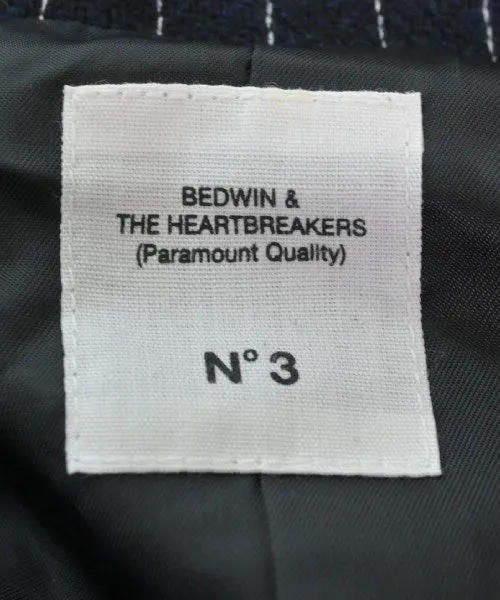 BEDWIN &
THE HEARTBREAKERS
(Paramount Quality)
N° 3